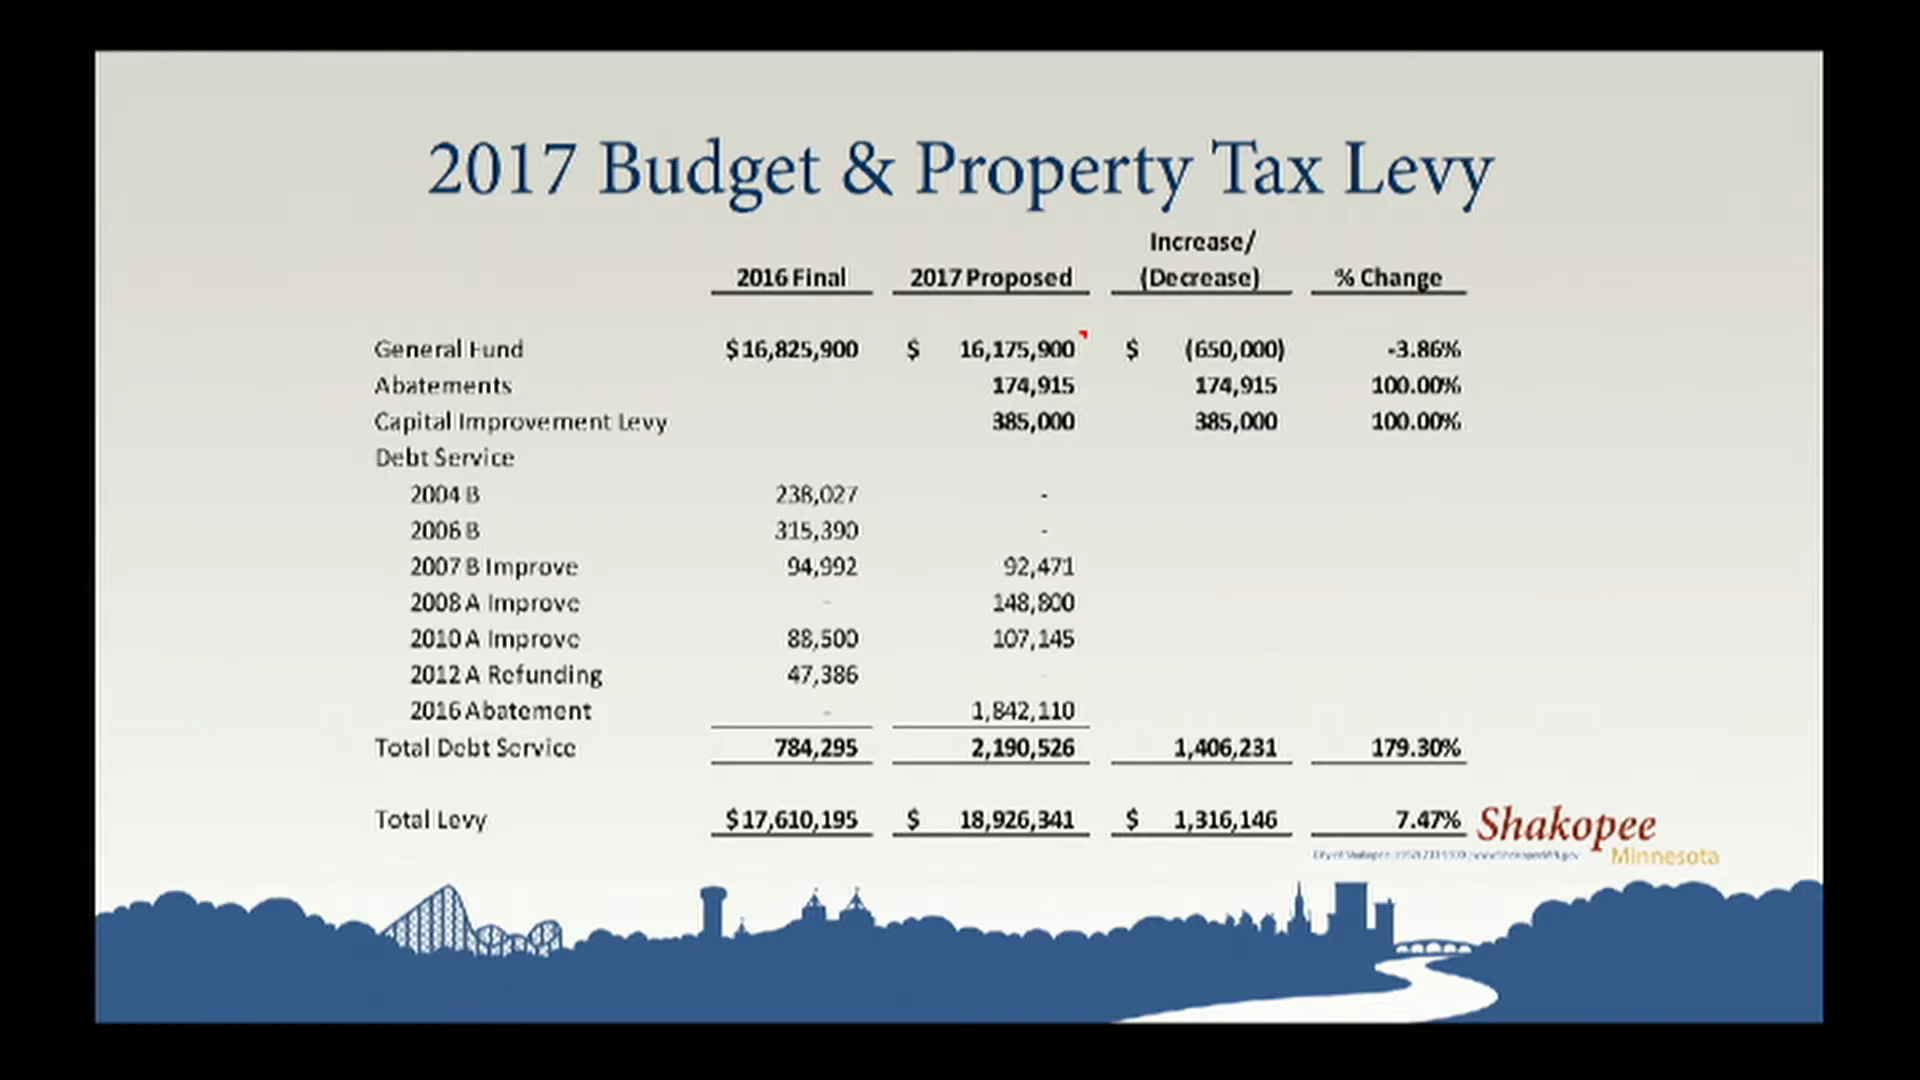 2017 Budget & Property Tax Levy
Increase/
2016 Final 2017 Proposed (Decrease) % Change
General Fund $16,825,900 $ 16,175,900 $ (650,000) -3.86%
Abatements 174,915 174,915 100.00%
Capital Improvement Levy 385,000 385,000 100.00%
Debt Service
2004 B 238,027 -
2006 B 315,390 -
2007 B Improve 94,992 92,471
2008 A Improve - 148,800
2010 A Improve 88,500 107,145
2012 A Refunding 47,386 -
2016 Abatement - 1,842,110
Total Debt Service 784,295 2,190,526 1,406,231 179.30%
Total Levy $17,610,195 $ 18,926,341 $ 1,316,146 7.47%
Shakopee
Minnesota
City of Shakopee